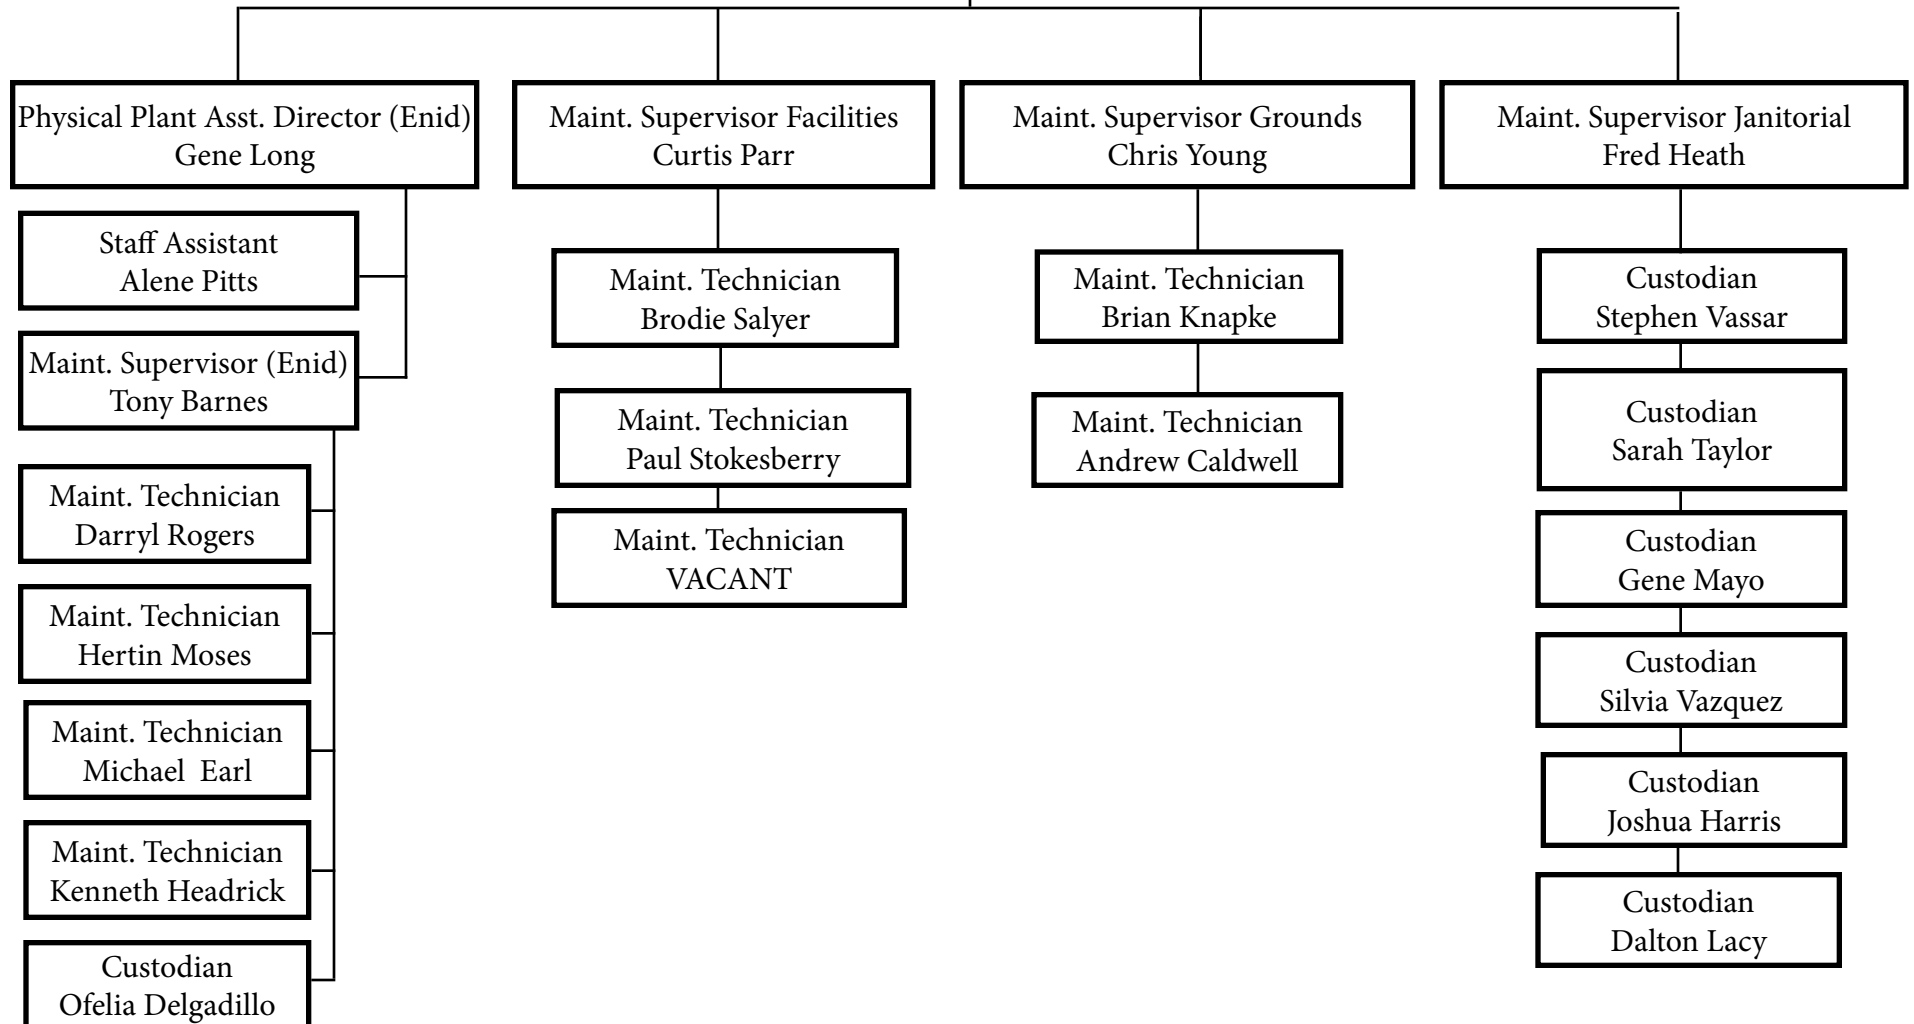 Physical Plant Asst. Director (Enid)
Gene Long
Staff Assistant
Alene Pitts
Maint. Supervisor (Enid)
Tony Barnes
Maint. Technician
Darryl Rogers
Maint. Technician
Hertin Moses
Maint. Technician
Michael  Earl
Maint. Technician
Kenneth Headrick
Custodian
Ofelia Delgadillo
Maint. Supervisor Facilities
Curtis Parr
Maint. Technician
Brodie Salyer
Maint. Technician
Paul Stokesberry
Maint. Technician
VACANT
Maint. Supervisor Grounds
Chris Young
Maint. Technician
Brian Knapke
Maint. Technician
Andrew Caldwell
Maint. Supervisor Janitorial
Fred Heath
Custodian
Stephen Vassar
Custodian
Sarah Taylor
Custodian
Gene Mayo
Custodian
Silvia Vazquez
Custodian
Joshua Harris
Custodian
Dalton Lacy